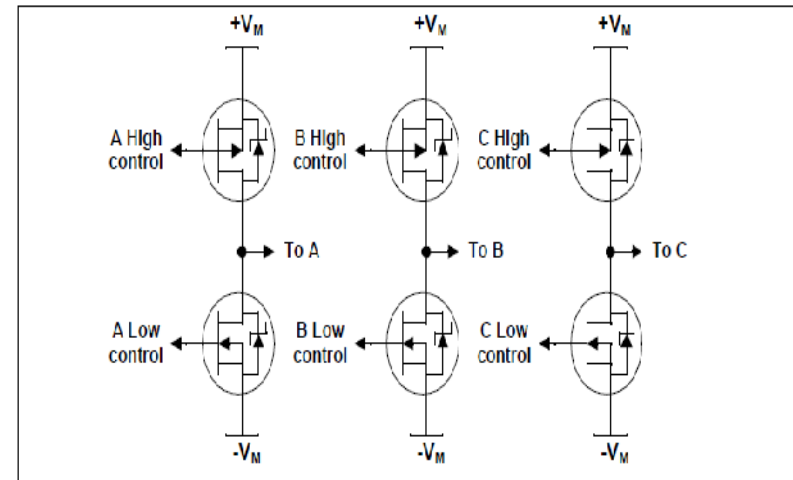 +VM
+VM
+VM
A High
control
B High
control
C High
control
To A
To B
To C
A Low
control
B Low
control
C Low
control
-VM
-VM
-VM